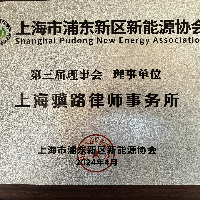 上海市浦东新区新能源协会
Shanghai Pudong New Energy Association
第三届理事会 理事单位
上海骥路律师事务所
上海市浦东新区新能源协会
2024年4月